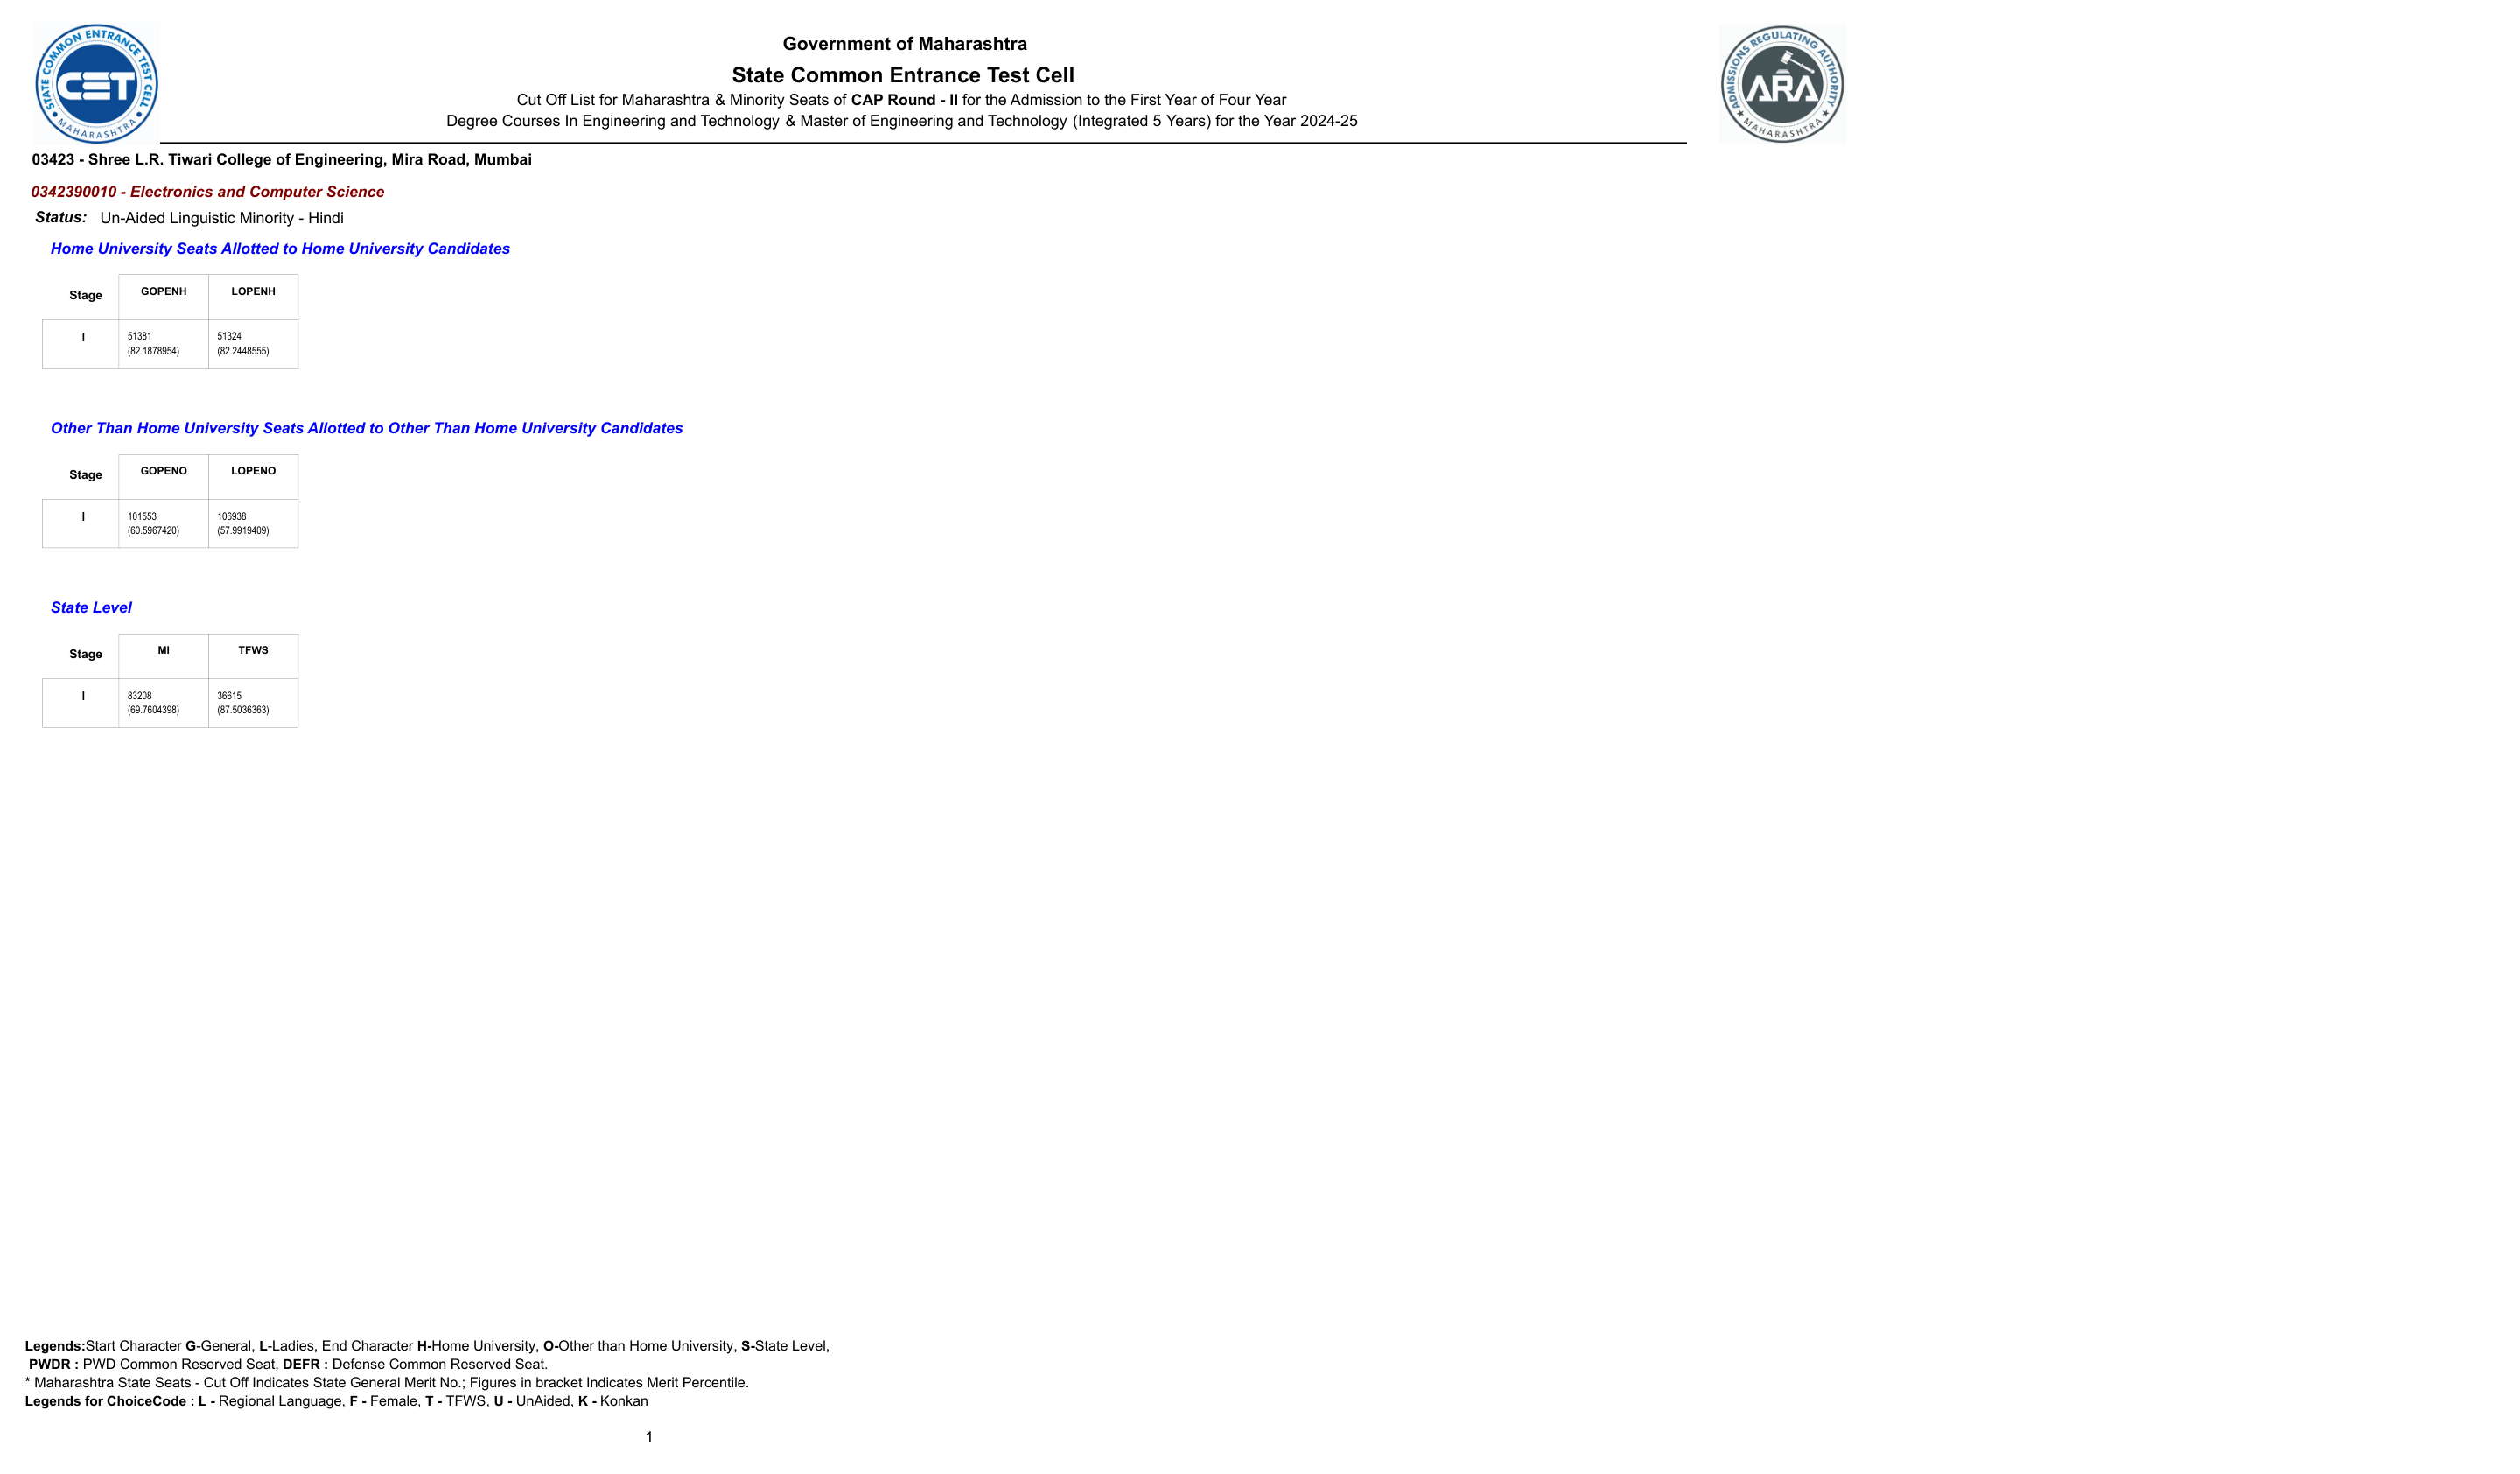 STATE COMMON ENTRANCE TEST CELL
CET
MAHARASHTRA
Government of Maharashtra
State Common Entrance Test Cell
Cut Off List for Maharashtra & Minority Seats of CAP Round - II for the Admission to the First Year of Four Year
Degree Courses In Engineering and Technology & Master of Engineering and Technology (Integrated 5 Years) for the Year 2024-25
ADMISSIONS REGULATING AUTHORITY
ARA
MAHARASHTRA
03423 - Shree L.R. Tiwari College of Engineering, Mira Road, Mumbai
0342390010 - Electronics and Computer Science
Status: Un-Aided Linguistic Minority - Hindi
Home University Seats Allotted to Home University Candidates
Stage GOPENH LOPENH
I 51381 51324
(82.1878954) (82.2448555)
Other Than Home University Seats Allotted to Other Than Home University Candidates
Stage GOPENO LOPENO
I 101553 106938
(60.5967420) (57.9919409)
State Level
Stage MI TFWS
I 83208 36615
(69.7604398) (87.5036363)
Legends:Start Character G-General, L-Ladies, End Character H-Home University, O-Other than Home University, S-State Level,
PWDR : PWD Common Reserved Seat, DEFR : Defense Common Reserved Seat.
* Maharashtra State Seats - Cut Off Indicates State General Merit No.; Figures in bracket Indicates Merit Percentile.
Legends for ChoiceCode : L - Regional Language, F - Female, T - TFWS, U - UnAided, K - Konkan
1